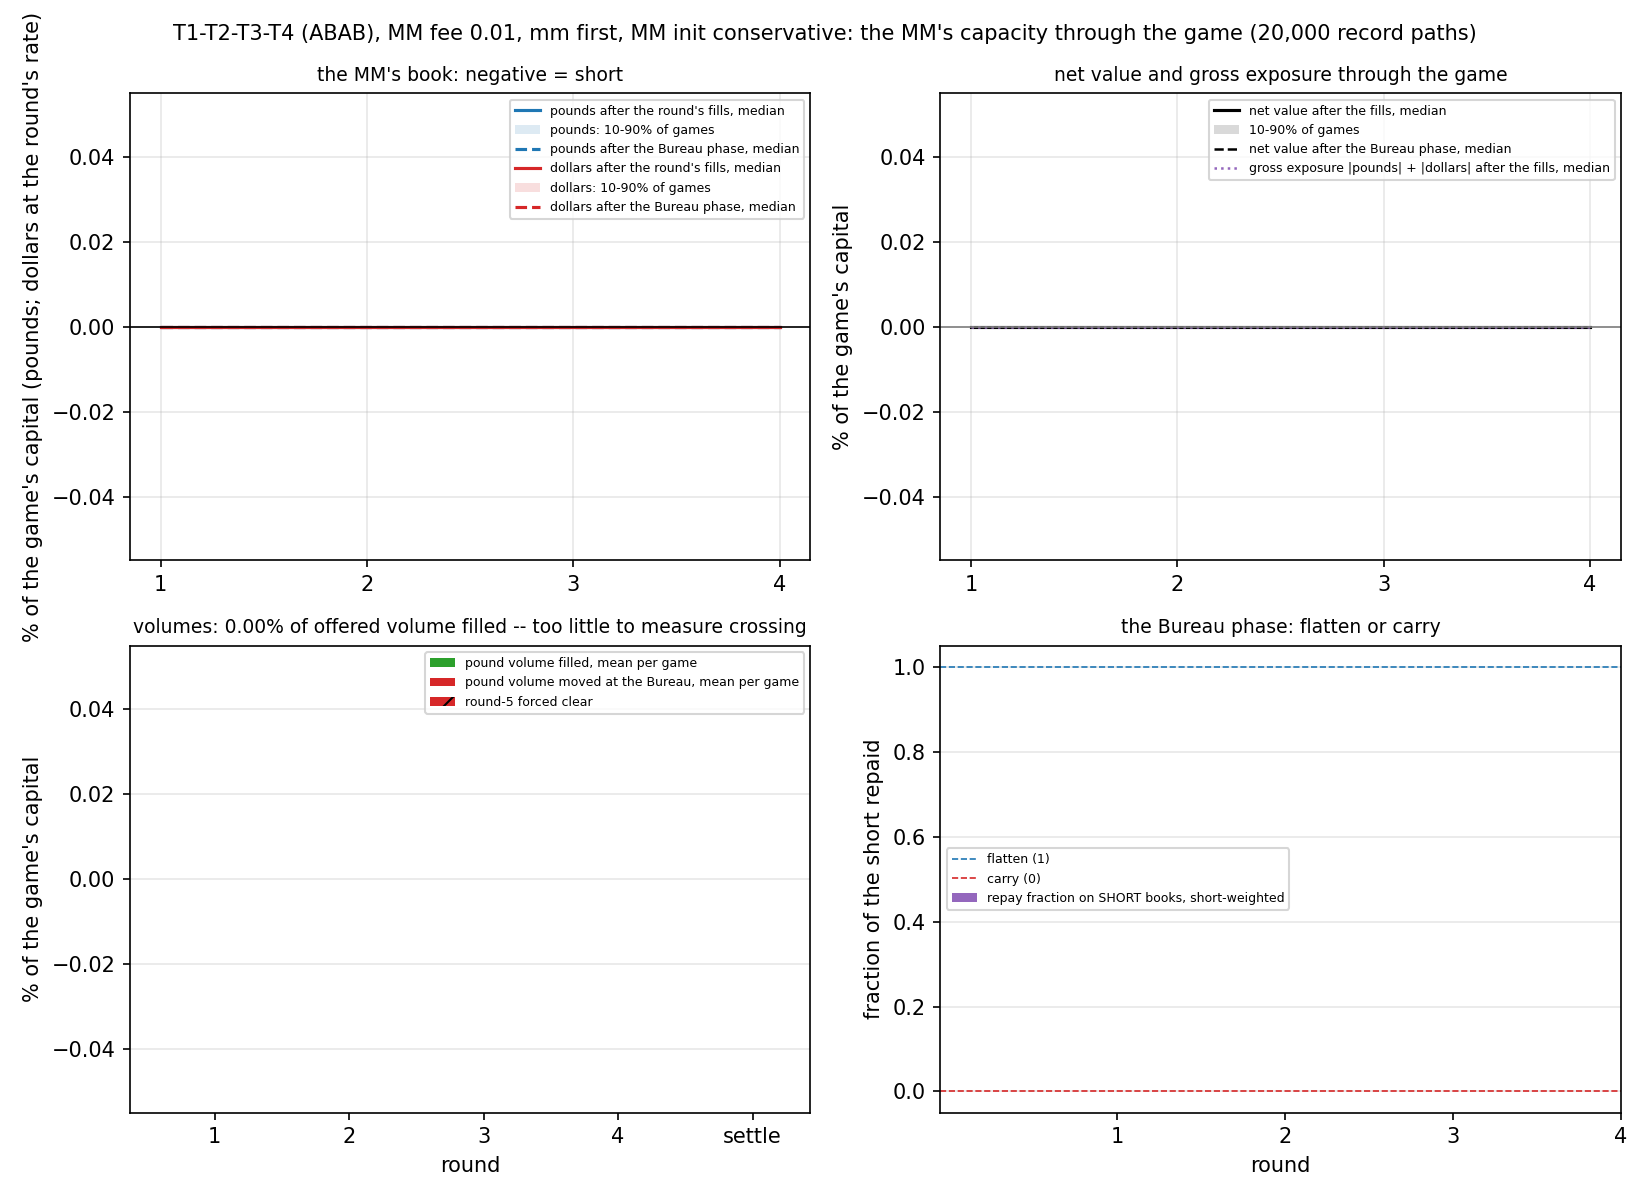 T1-T2-T3-T4 (ABAB), MM fee 0.01, mm first, MM init conservative: the MM's capacity through the game (20,000 record paths)
the MM's book: negative = short
% of the game's capital (pounds; dollars at the round's rate)
0.04
0.02
0.00
−0.02
−0.04
pounds after the round's fills, median
pounds: 10-90% of games
pounds after the Bureau phase, median
dollars after the round's fills, median
dollars: 10-90% of games
dollars after the Bureau phase, median
1
2
3
4
net value and gross exposure through the game
% of the game's capital
0.04
0.02
0.00
−0.02
−0.04
net value after the fills, median
10-90% of games
net value after the Bureau phase, median
gross exposure |pounds| + |dollars| after the fills, median
1
2
3
4
volumes: 0.00% of offered volume filled -- too little to measure crossing
% of the game's capital
0.04
0.02
0.00
−0.02
−0.04
pound volume filled, mean per game
pound volume moved at the Bureau, mean per game
round-5 forced clear
1
2
3
4
settle
round
the Bureau phase: flatten or carry
fraction of the short repaid
1.0
0.8
0.6
0.4
0.2
0.0
flatten (1)
carry (0)
repay fraction on SHORT books, short-weighted
1
2
3
4
round